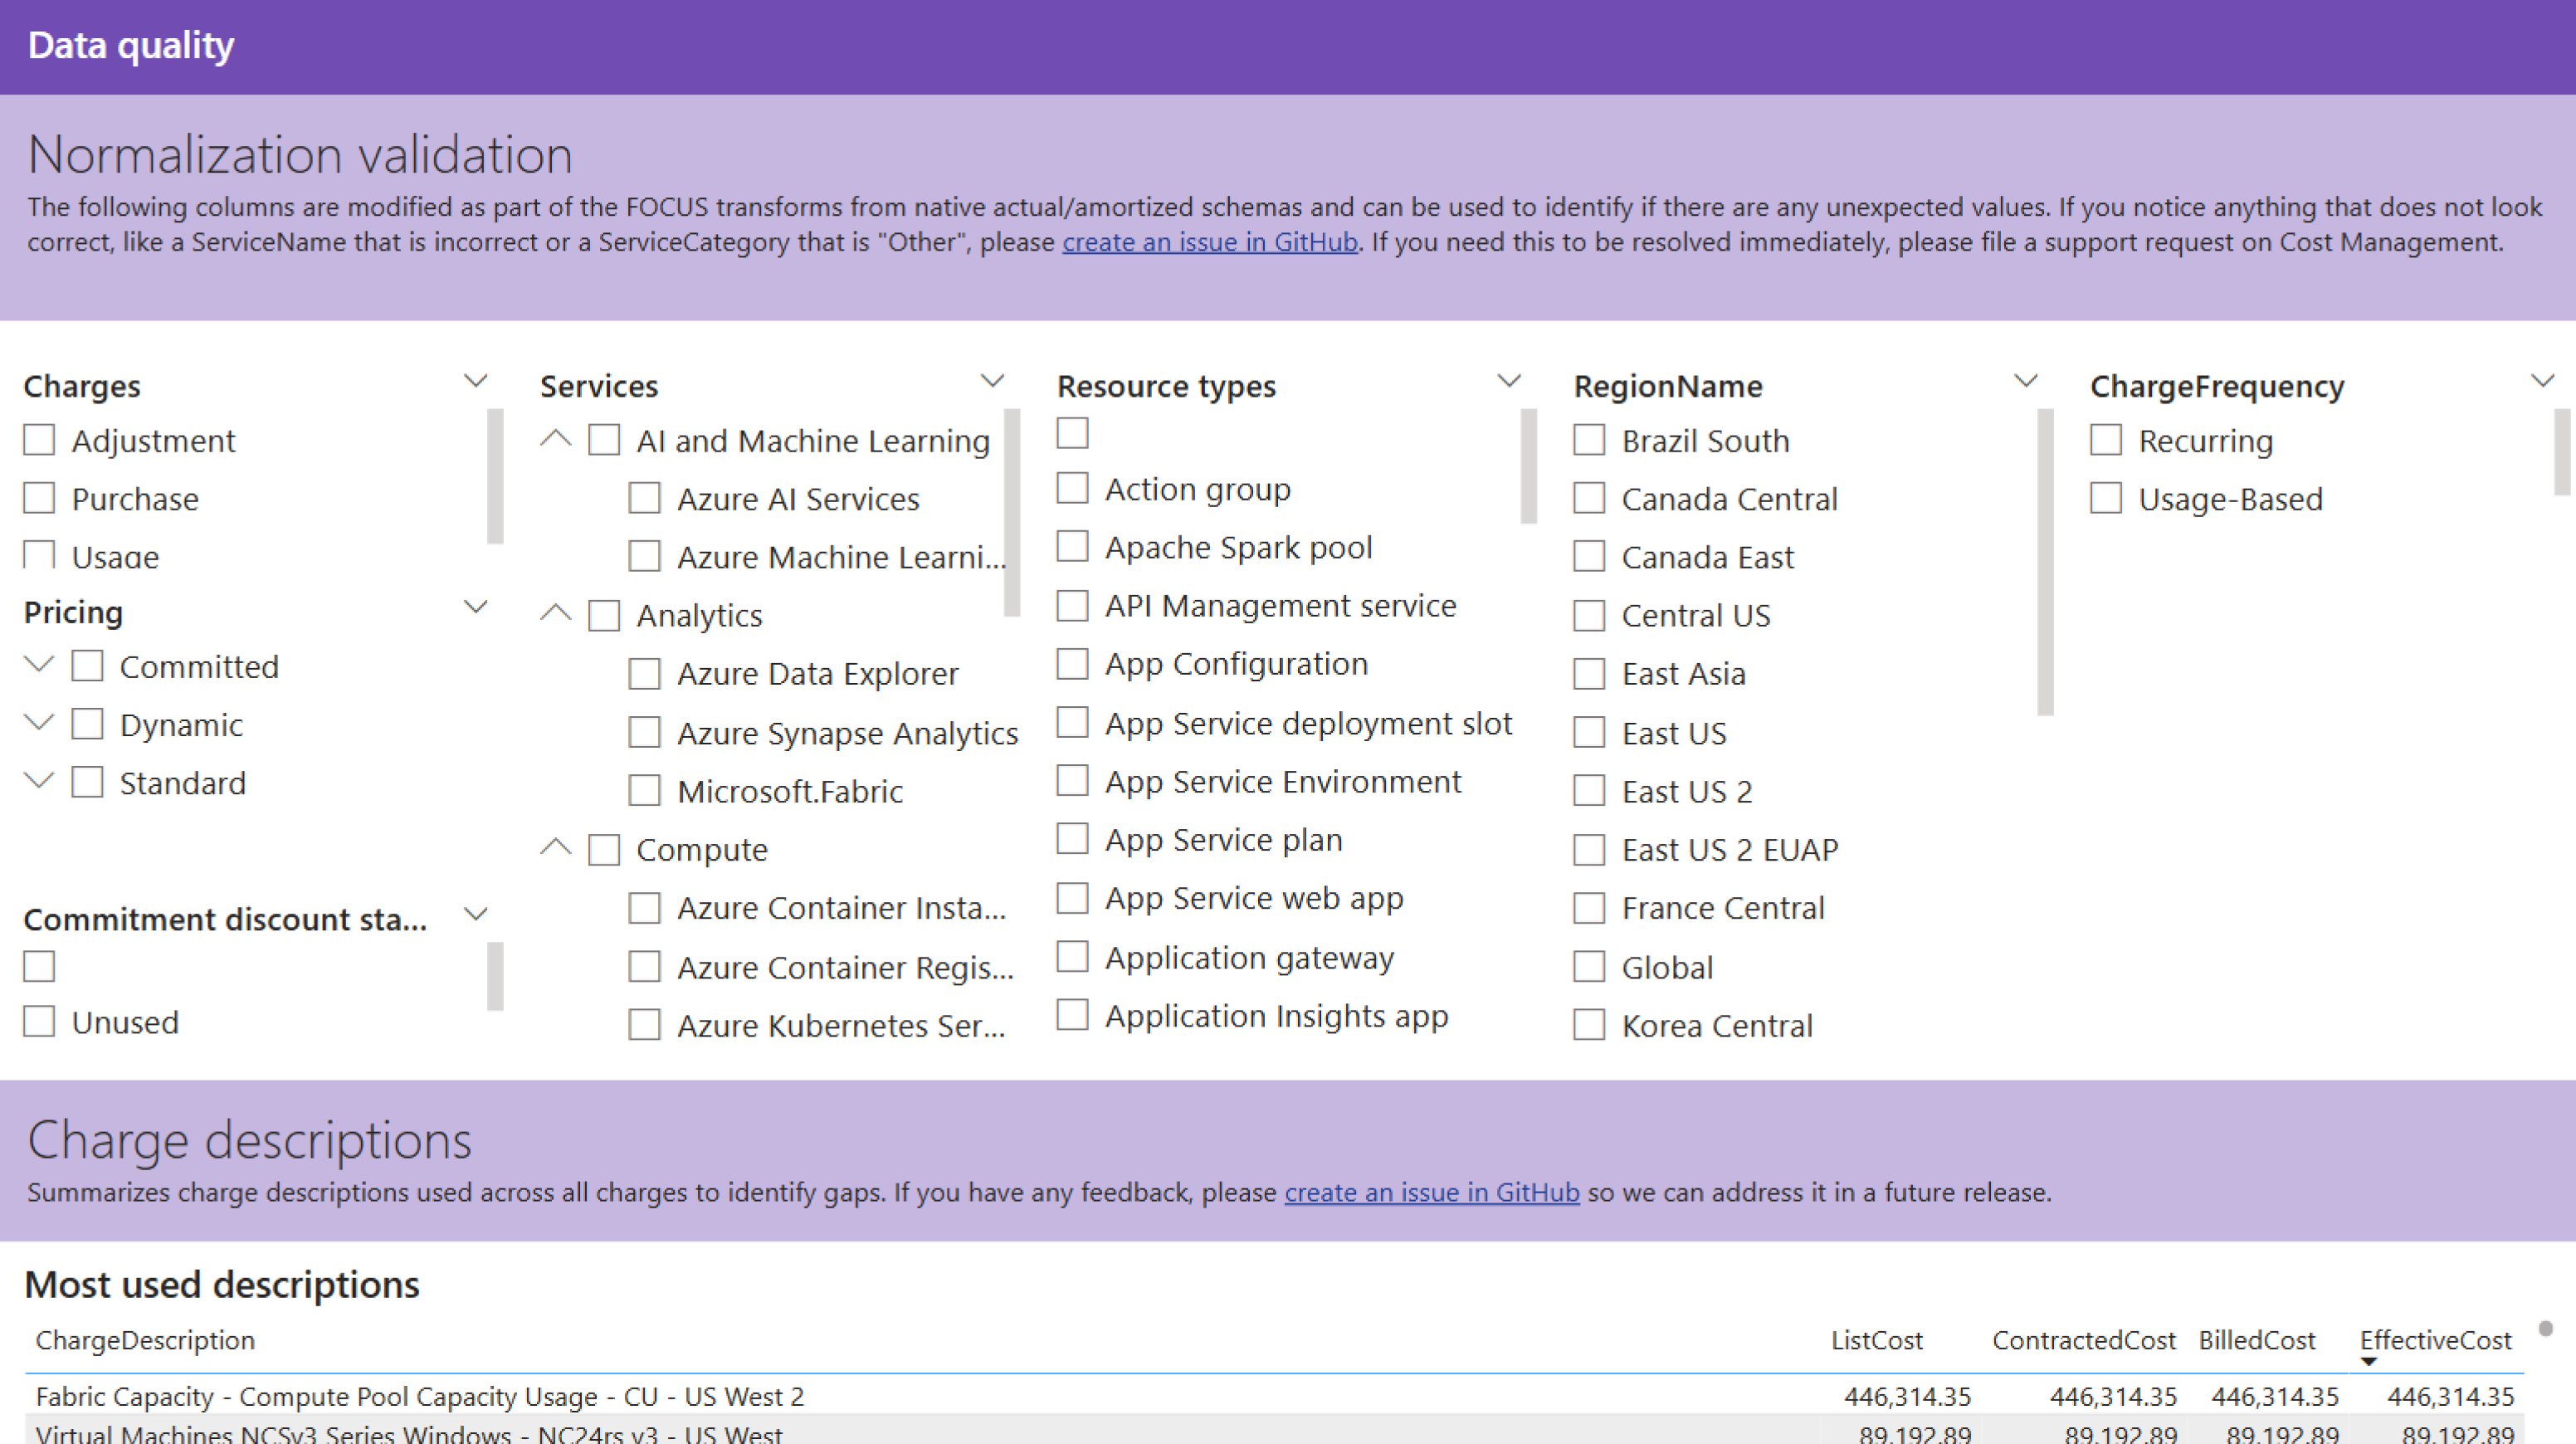 Data quality
Normalization validation
The following columns are modified as part of the FOCUS transforms from native actual/amortized schemas and can be used to identify if there are any unexpected values. If you notice anything that does not look
correct, like a ServiceName that is incorrect or a ServiceCategory that is "Other", please create an issue in GitHub. If you need this to be resolved immediately, please file a support request on Cost Management.
Charges
Adjustment
Purchase
Usage
Pricing
Committed
Dynamic
Standard
Commitment discount sta...
Unused
Services
AI and Machine Learning
Azure AI Services
Azure Machine Learni...
Analytics
Azure Data Explorer
Azure Synapse Analytics
Microsoft.Fabric
Compute
Azure Container Insta...
Azure Container Regis...
Azure Kubernetes Ser...
Resource types
Action group
Apache Spark pool
API Management service
App Configuration
App Service deployment slot
App Service Environment
App Service plan
App Service web app
Application gateway
Application Insights app
RegionName
Brazil South
Canada Central
Canada East
Central US
East Asia
East US
East US 2
East US 2 EUAP
France Central
Global
Korea Central
ChargeFrequency
Recurring
Usage-Based
Charge descriptions
Summarizes charge descriptions used across all charges to identify gaps. If you have any feedback, please create an issue in GitHub so we can address it in a future release.
Most used descriptions
ChargeDescription ListCost ContractedCost BilledCost EffectiveCost
Fabric Capacity - Compute Pool Capacity Usage - CU - US West 2 446,314.35 446,314.35 446,314.35 446,314.35
Virtual Machines NCSv3 Series Windows - NC24rs v3 - US West 89,192.89 89,192.89 89,192.89 89,192.89